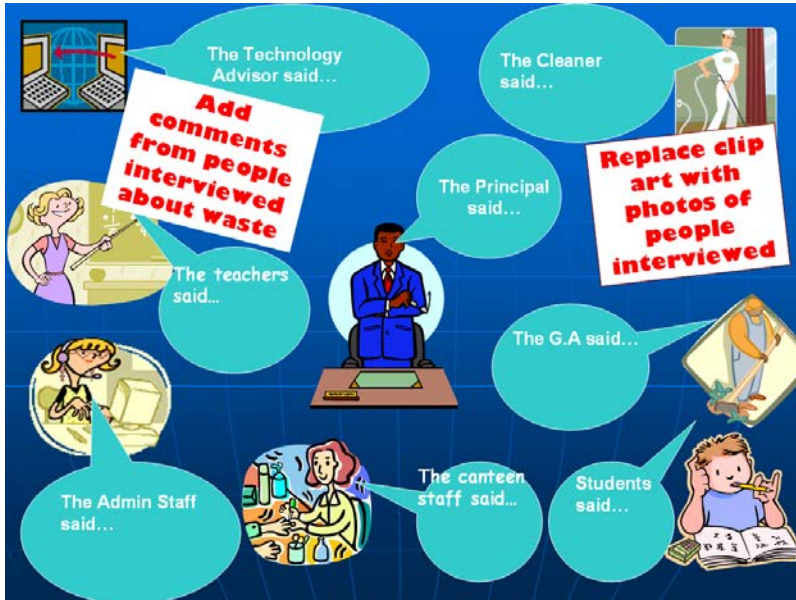 The Technology
Advisor said…
The Cleaner
said…
Add
comments
from people
interviewed
about waste
Replace clip
art with
photos of
people
interviewed
The Principal
said…
The teachers
said…
The G.A said…
The Admin Staff
said…
The canteen
staff said…
Students
said…